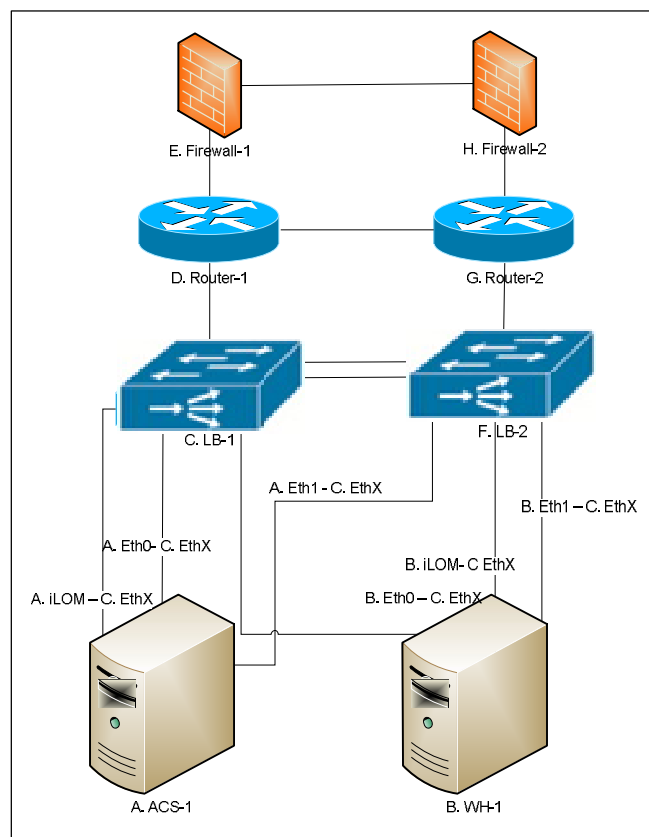 E. Firewall-1
H. Firewall-2
D. Router-1
G. Router-2
C. LB-1
F. LB-2
A. Eth1 - C. EthX
B. Eth1 – C. EthX
A. Eth0- C. EthX
B. iLOM- C EthX
A. iLOM – C. EthX
B. Eth0 – C. EthX
A. ACS-1
B. WH-1